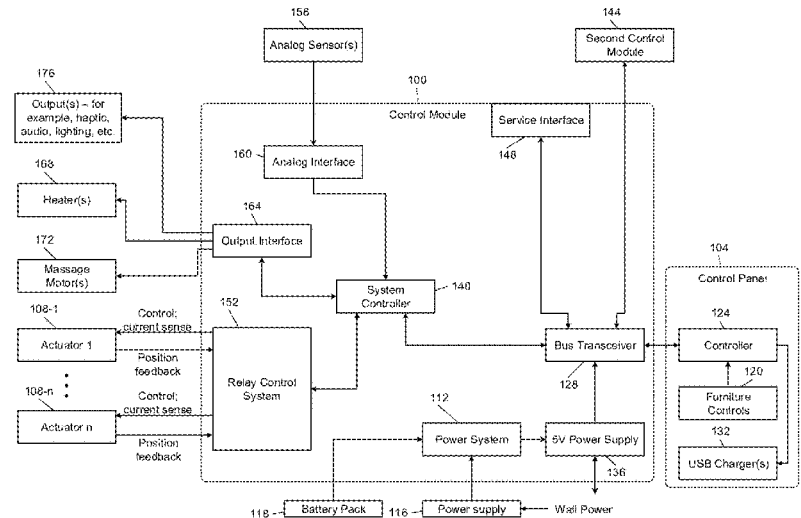 156
Analog Sensor(s)
144
Second Control
Module
176
Output(s) – for
example, haptic,
audio, lighting, etc.
100
Control Module
Service Interface
148
160
Analog Interface
168
Heater(s)
164
Output Interface
172
Massage
Motor(s)
System
Controller
140
104
Control Panel
108-1
Actuator 1
Control;
current sense
Position
feedback
152
Relay Control
System
Bus Transceiver
128
124
Controller
108-n
Actuator n
Control;
current sense
Position
feedback
112
Power System
5V Power Supply
136
120
Furniture
Controls
132
USB Charger(s)
118
Battery Pack
116
Power supply
Wall Power